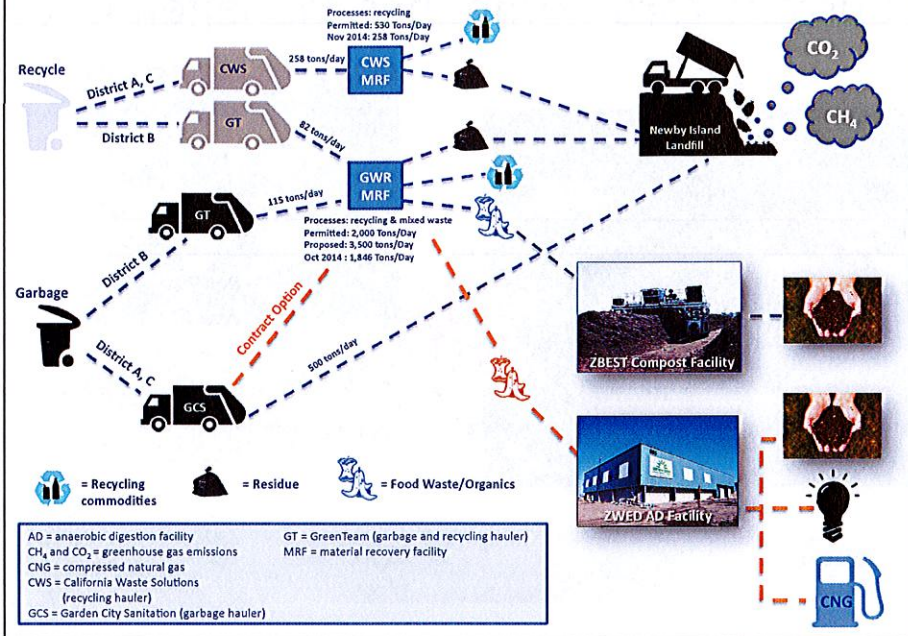 Processes: recycling
Permitted: 530 Tons/Day
Nov 2014: 258 Tons/Day
Recycle
District A, C
CWS
258 tons/day
CWS
MRF
CO2
CH4
District B
GT
82 tons/day
Newby Island
Landfill
GWR
MRF
GT
115 tons/day
Processes: recycling & mixed waste
Permitted: 2,000 Tons/Day
Proposed: 3,500 tons/Day
Oct 2014 : 1,846 Tons/Day
District B
Garbage
Contract Option
500 tons/day
District A, C
GCS
ZBEST Compost Facility
ZWED AD Facility
CNG
= Recycling
commodities
= Residue
= Food Waste/Organics
AD = anaerobic digestion facility
CH4 and CO2 = greenhouse gas emissions
CNG = compressed natural gas
CWS = California Waste Solutions
(recycling hauler)
GCS = Garden City Sanitation (garbage hauler)
GT = GreenTeam (garbage and recycling hauler)
MRF = material recovery facility